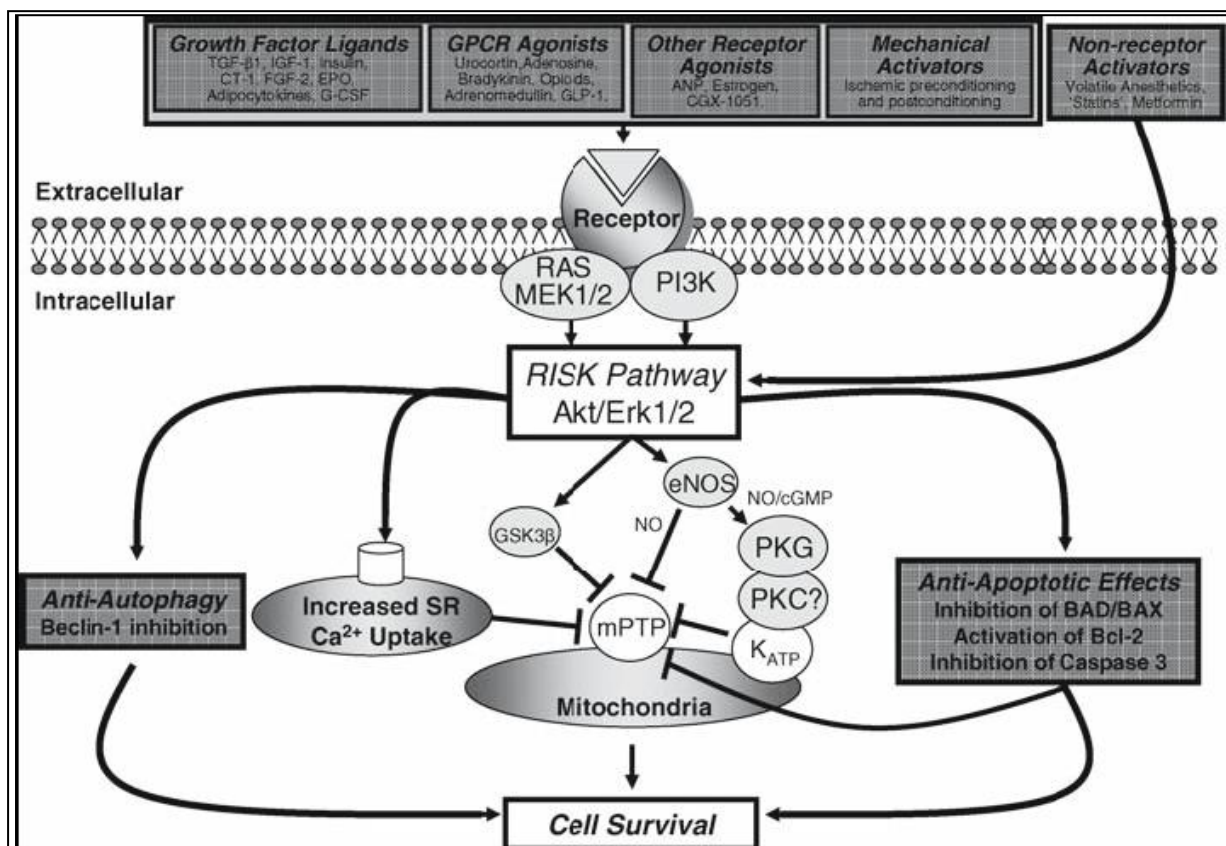 Growth Factor Ligands
TGF-β1, IGF-1, Insulin,
CT-1, FGF-2, EPO,
Adipocytokines, G-CSF
GPCR Agonists
Urocortin,Adenosine,
Bradykinin, Opioids,
Adrenomedullin, GLP-1,
Other Receptor
Agonists
ANP, Estrogen,
CGX-1051.
Mechanical
Activators
Ischemic preconditioning
and postconditioning
Non-receptor
Activators
Volatile Anesthetics,
'Statins', Metformin
Extracellular
Receptor
Intracellular
RAS
MEK1/2
PI3K
RISK Pathway
Akt/Erk1/2
eNOS
NO/cGMP
GSK3β
NO
PKG
PKC?
KATP
mPTP
Mitochondria
Increased SR
Ca²⁺ Uptake
Anti-Autophagy
Beclin-1 inhibition
Anti-Apoptotic Effects
Inhibition of BAD/BAX
Activation of Bcl-2
Inhibition of Caspase 3
Cell Survival